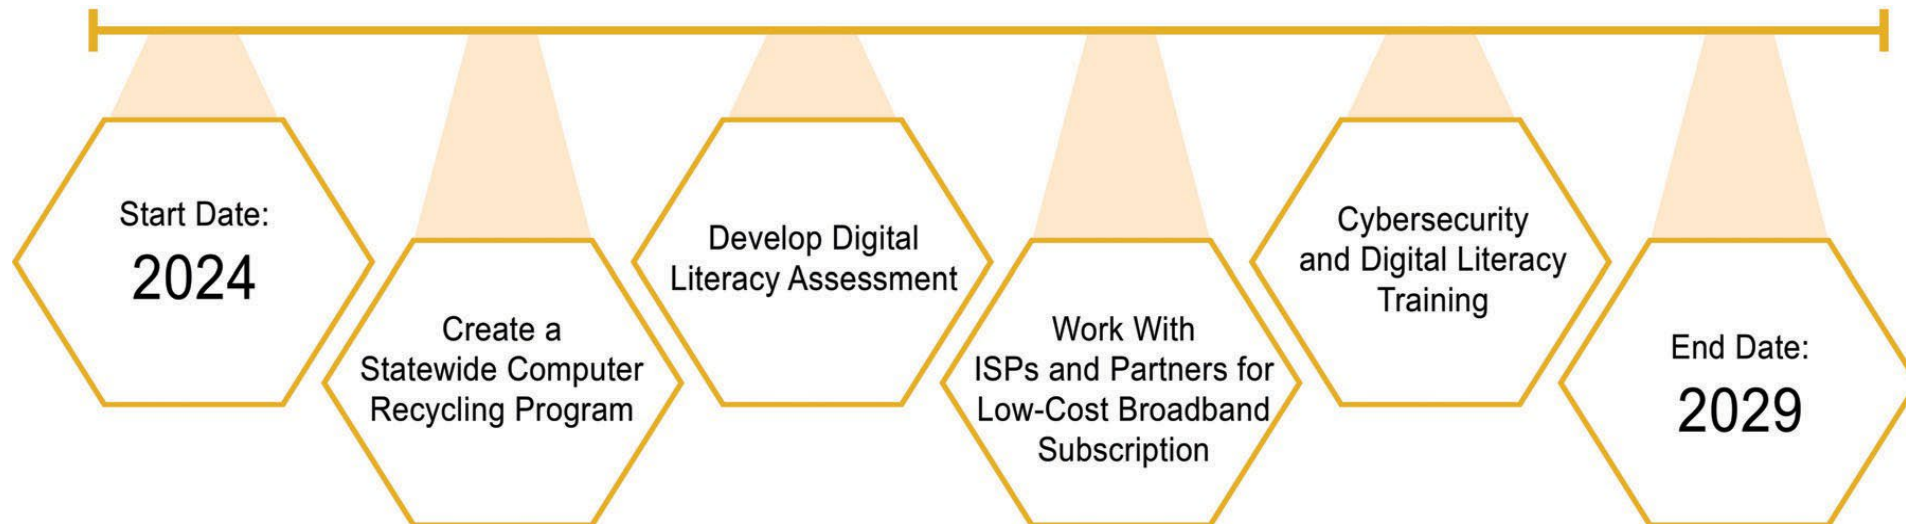 Start Date:
2024
Create a
Statewide Computer
Recycling Program
Develop Digital
Literacy Assessment
Work With
ISPs and Partners for
Low-Cost Broadband
Subscription
Cybersecurity
and Digital Literacy
Training
End Date:
2029